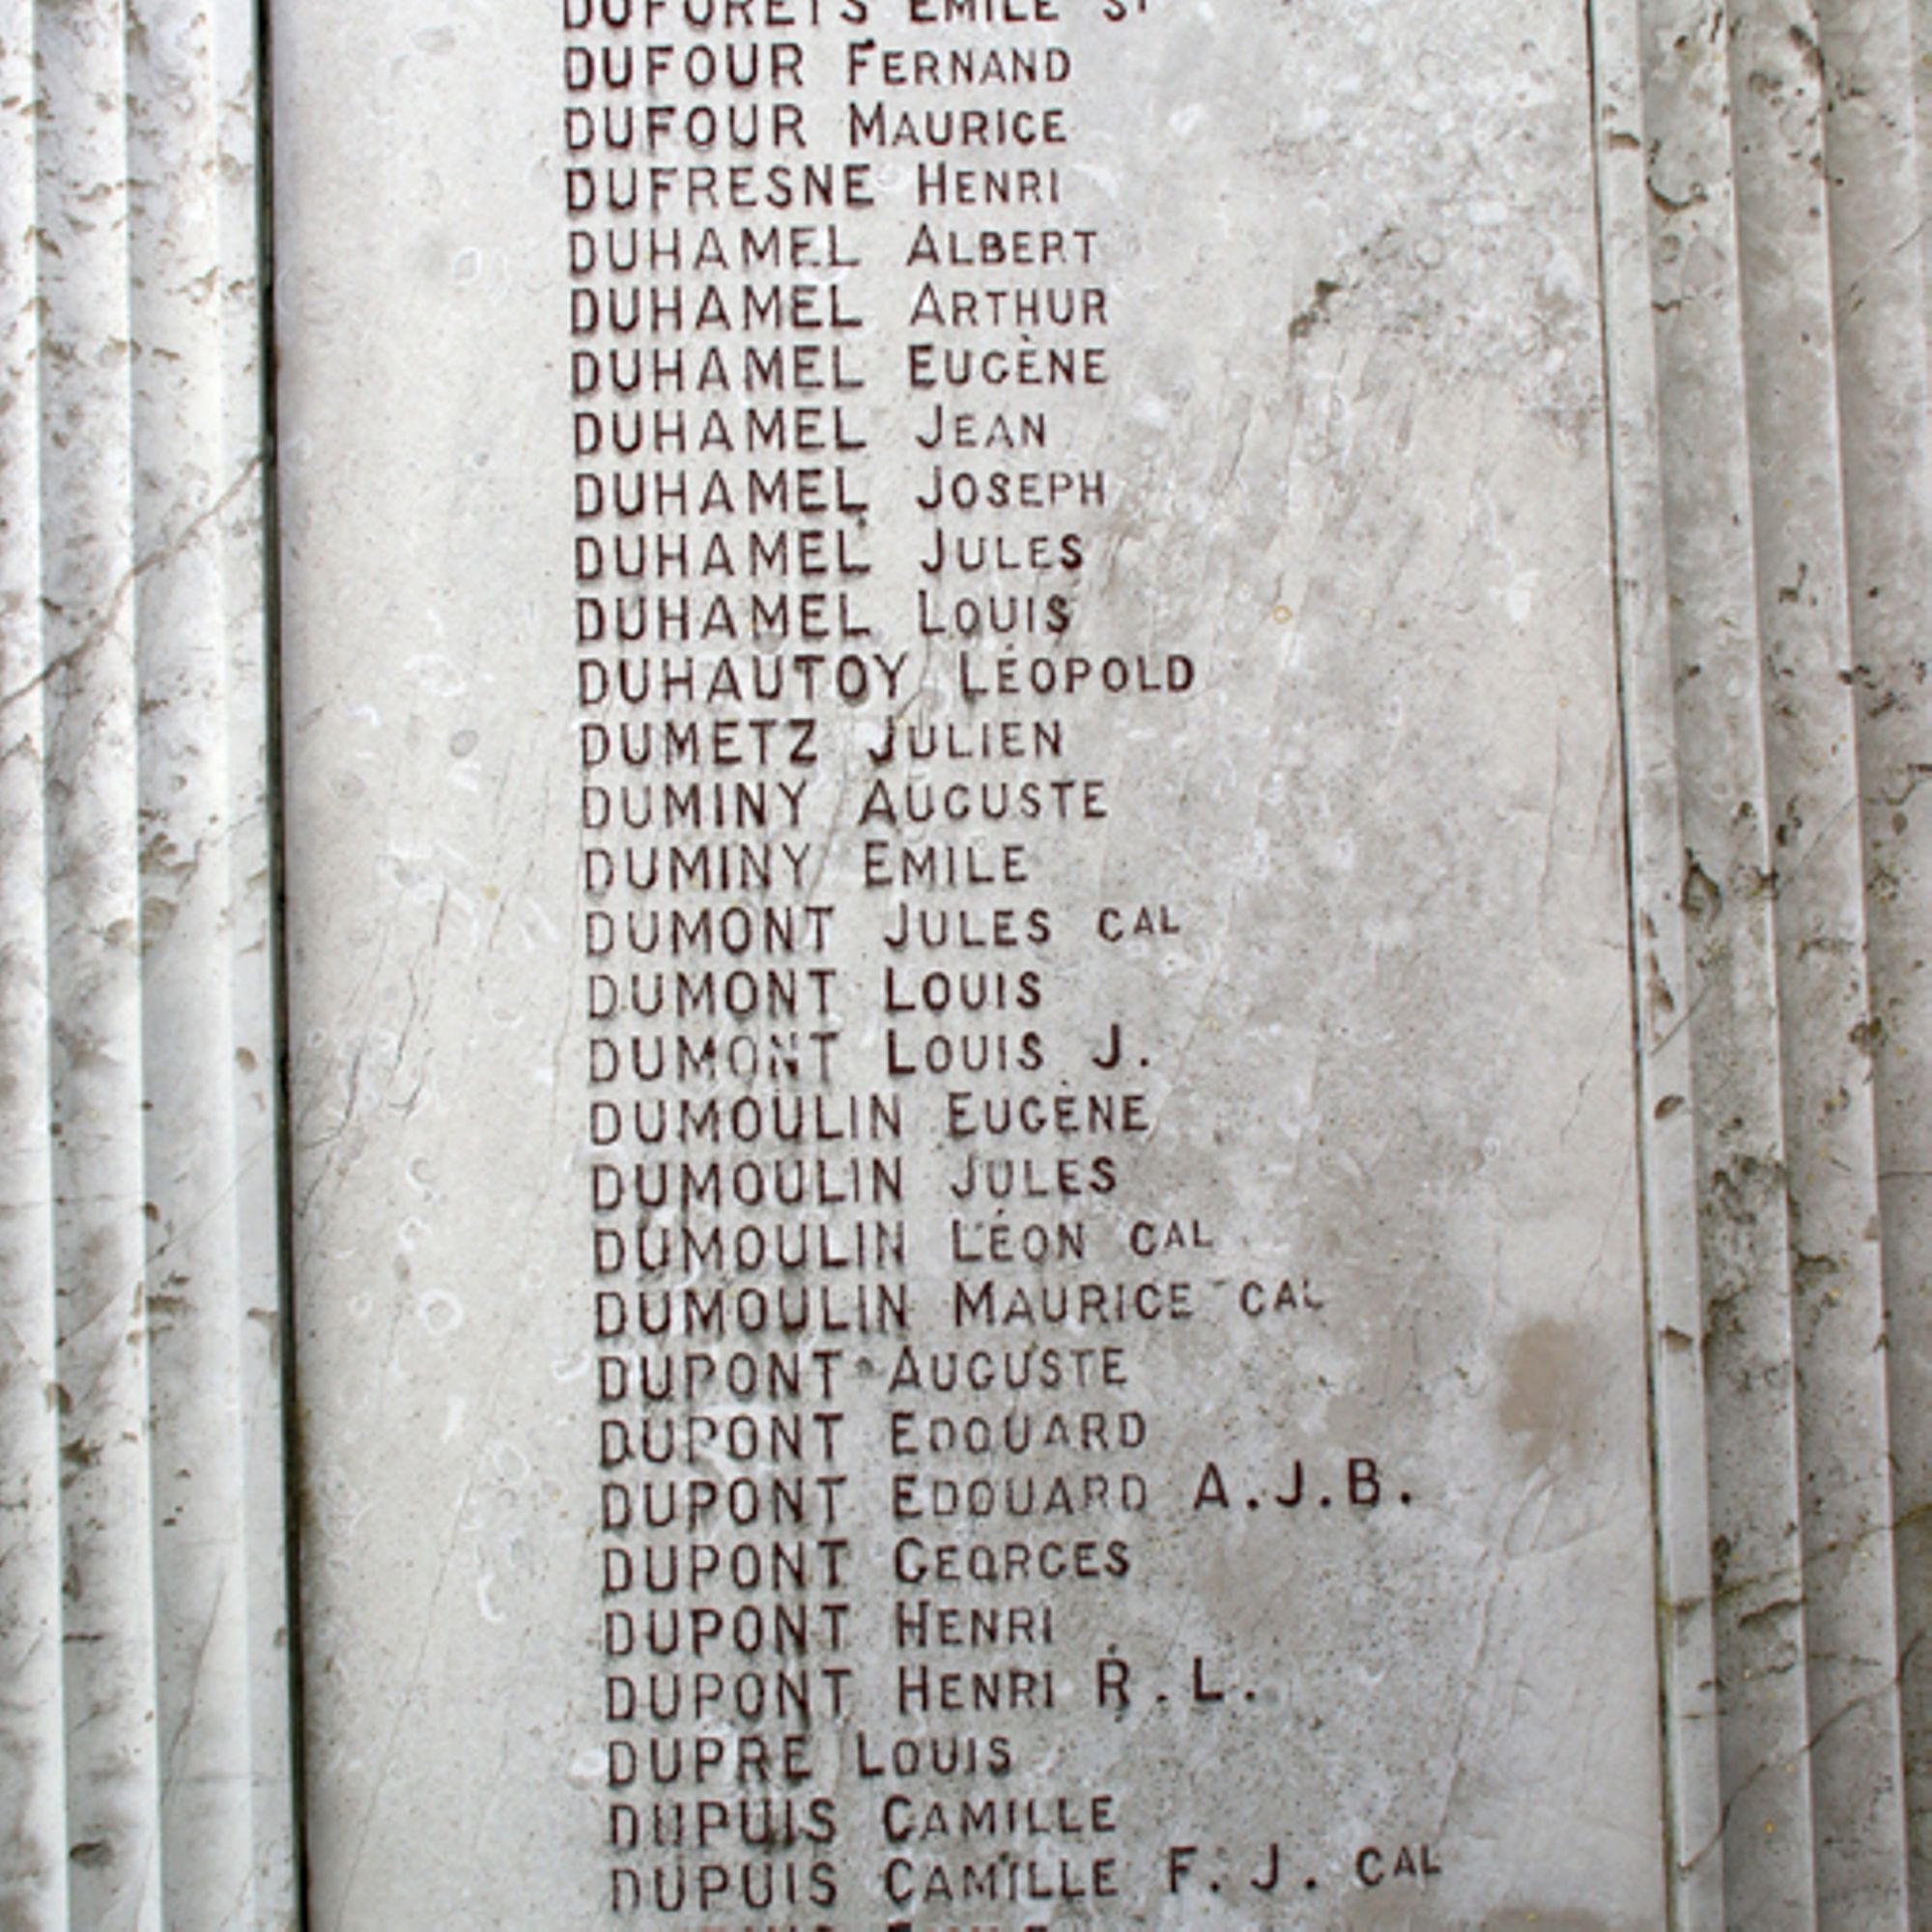 DUFORETS EMILE ST
DUFOUR FERNAND
DUFOUR MAURICE
DUFRESNE HENRI
DUHAMEL ALBERT
DUHAMEL ARTHUR
DUHAMEL EUGÈNE
DUHAMEL JEAN
DUHAMEL JOSEPH
DUHAMEL JULES
DUHAMEL LOUIS
DUHAUTOY LÉOPOLD
DUMETZ JULIEN
DUMINY AUGUSTE
DUMINY EMILE
DUMONT JULES CAL
DUMONT LOUIS
DUMONT LOUIS J.
DUMOULIN EUGÈNE
DUMOULIN JULES
DUMOULIN LÉON CAL
DUMOULIN MAURICE CAL
DUPONT AUGUSTE
DUPONT EDOUARD
DUPONT EDOUARD A.J.B.
DUPONT GEORGES
DUPONT HENRI
DUPONT HENRI R.L.
DUPRE LOUIS
DUPUIS CAMILLE
DUPUIS CAMILLE F.J. CAL